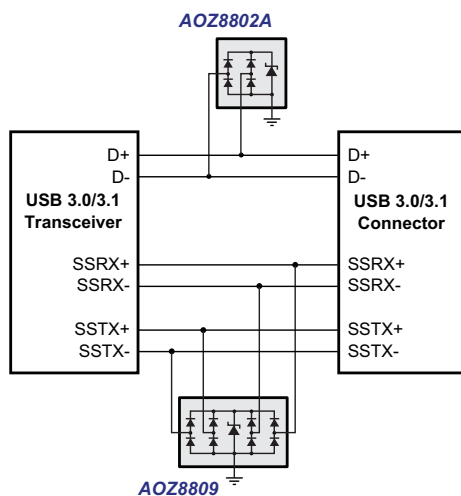 AOZ8802A
D+
D-
USB 3.0/3.1
Transceiver
SSRX+
SSRX-
SSTX+
SSTX-
D+
D-
USB 3.0/3.1
Connector
SSRX+
SSRX-
SSTX+
SSTX-
AOZ8809